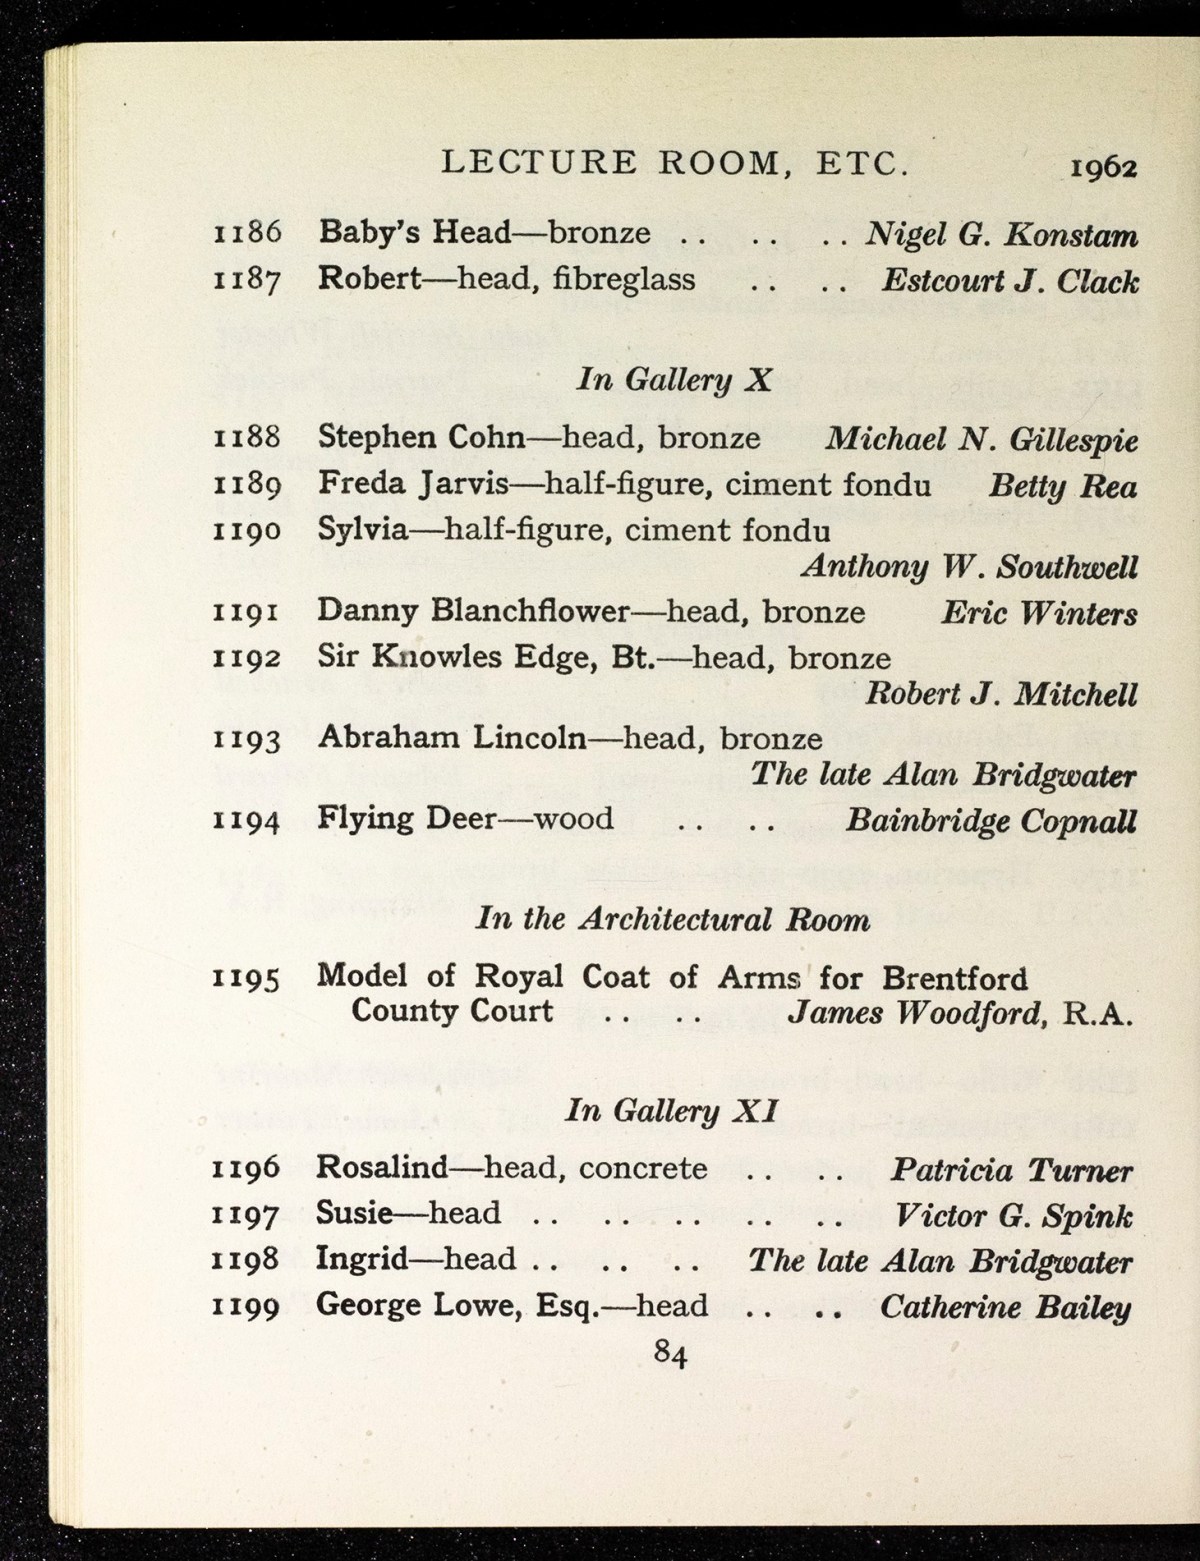 LECTURE ROOM, ETC. 1962
1186 Baby's Head—bronze .. .. .. Nigel G. Konstam
1187 Robert—head, fibreglass .. .. Estcourt J. Clack
In Gallery X
1188 Stephen Cohn—head, bronze Michael N. Gillespie
1189 Freda Jarvis—half-figure, ciment fondu Betty Rea
1190 Sylvia—half-figure, ciment fondu
Anthony W. Southwell
1191 Danny Blanchflower—head, bronze Eric Winters
1192 Sir Knowles Edge, Bt.—head, bronze
Robert J. Mitchell
1193 Abraham Lincoln—head, bronze
The late Alan Bridgwater
1194 Flying Deer—wood .. .. Bainbridge Copnall
In the Architectural Room
1195 Model of Royal Coat of Arms for Brentford
County Court .. .. James Woodford, R.A.
In Gallery XI
1196 Rosalind—head, concrete .. .. Patricia Turner
1197 Susie—head .. .. .. .. .. Victor G. Spink
1198 Ingrid—head .. .. .. The late Alan Bridgwater
1199 George Lowe, Esq.—head .. .. Catherine Bailey
84